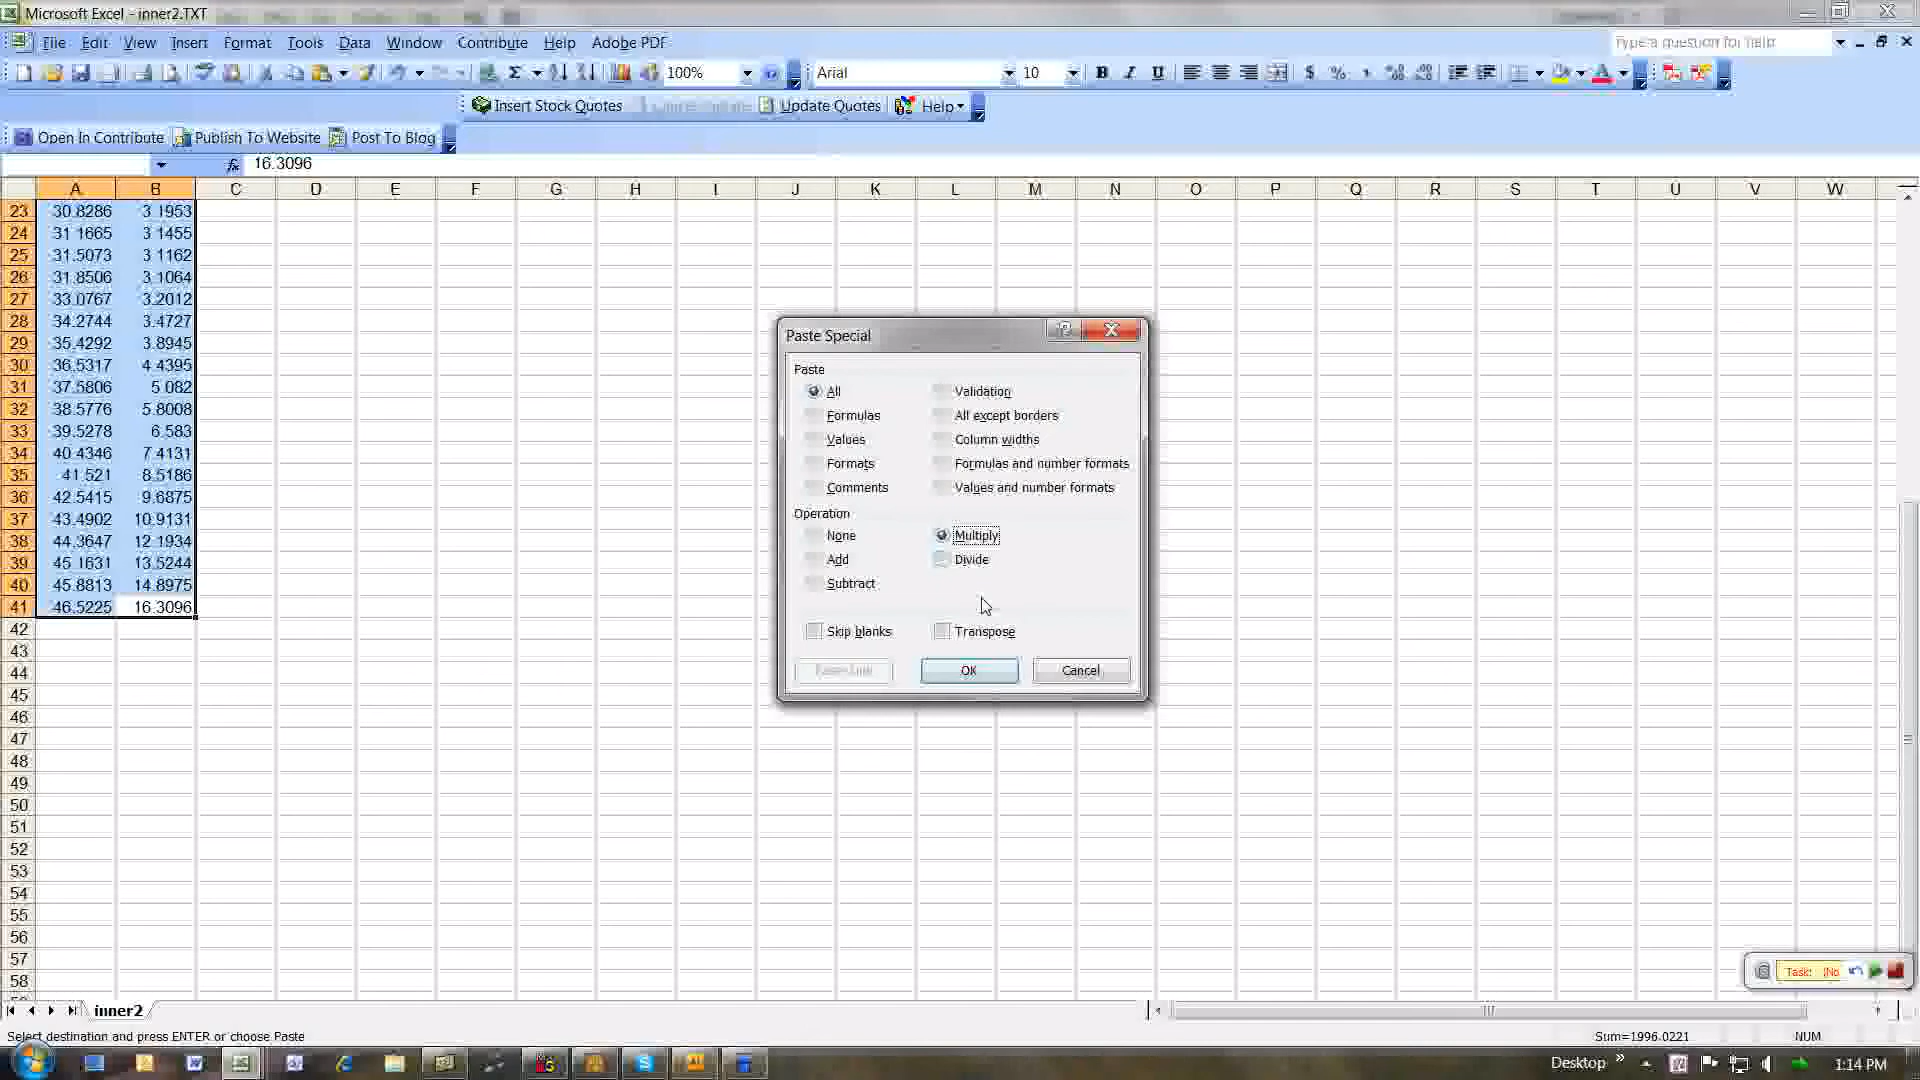 Microsoft Excel - inner2.TXT
File Edit View Insert Format Tools Data Window Contribute Help Adobe PDF
Type a question for help
100% Arial 10 B I U $ %
Insert Stock Quotes Update Quotes Help
Open In Contribute Publish To Website Post To Blog
fx 16.3096
A B C D E F G H I J K L M N O P Q R S T U V W
23 30.8286 3.1953
24 31.1665 3.1455
25 31.5073 3.1162
26 31.8506 3.1064
27 33.0767 3.2012
28 34.2744 3.4727
29 35.4292 3.8945
30 36.5317 4.4395
31 37.5806 5.082
32 38.5776 5.8008
33 39.5278 6.583
34 40.4346 7.4131
35 41.521 8.5186
36 42.5415 9.6875
37 43.4902 10.9131
38 44.3647 12.1934
39 45.1631 13.5244
40 45.8813 14.8975
41 46.5225 16.3096
42
43
44
45
46
47
48
49
50
51
52
53
54
55
56
57
58
Paste Special
Paste
All Validation
Formulas All except borders
Values Column widths
Formats Formulas and number formats
Comments Values and number formats
Operation
None Multiply
Add Divide
Subtract
Skip blanks Transpose
Paste Link OK Cancel
Task: (No
inner2
Select destination and press ENTER or choose Paste
Sum=1996.0221 NUM
Desktop » 1:14 PM